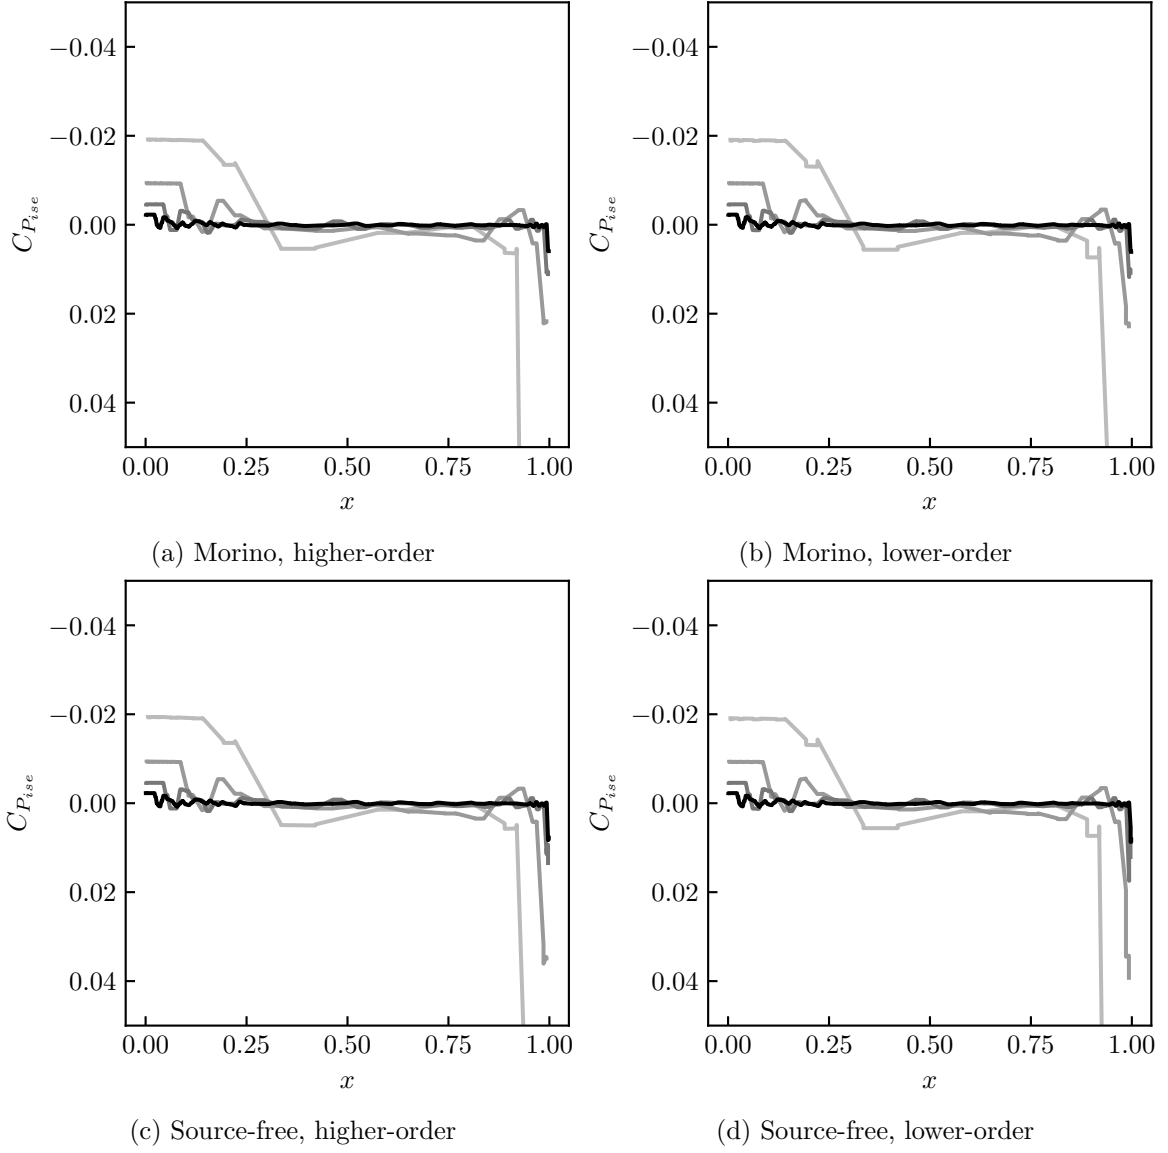 −0.04
−0.02
0.00
0.02
0.04
C_{P_{ise}}
0.00 0.25 0.50 0.75 1.00
x
(a) Morino, higher-order
−0.04
−0.02
0.00
0.02
0.04
C_{P_{ise}}
0.00 0.25 0.50 0.75 1.00
x
(b) Morino, lower-order
−0.04
−0.02
0.00
0.02
0.04
C_{P_{ise}}
0.00 0.25 0.50 0.75 1.00
x
(c) Source-free, higher-order
−0.04
−0.02
0.00
0.02
0.04
C_{P_{ise}}
0.00 0.25 0.50 0.75 1.00
x
(d) Source-free, lower-order